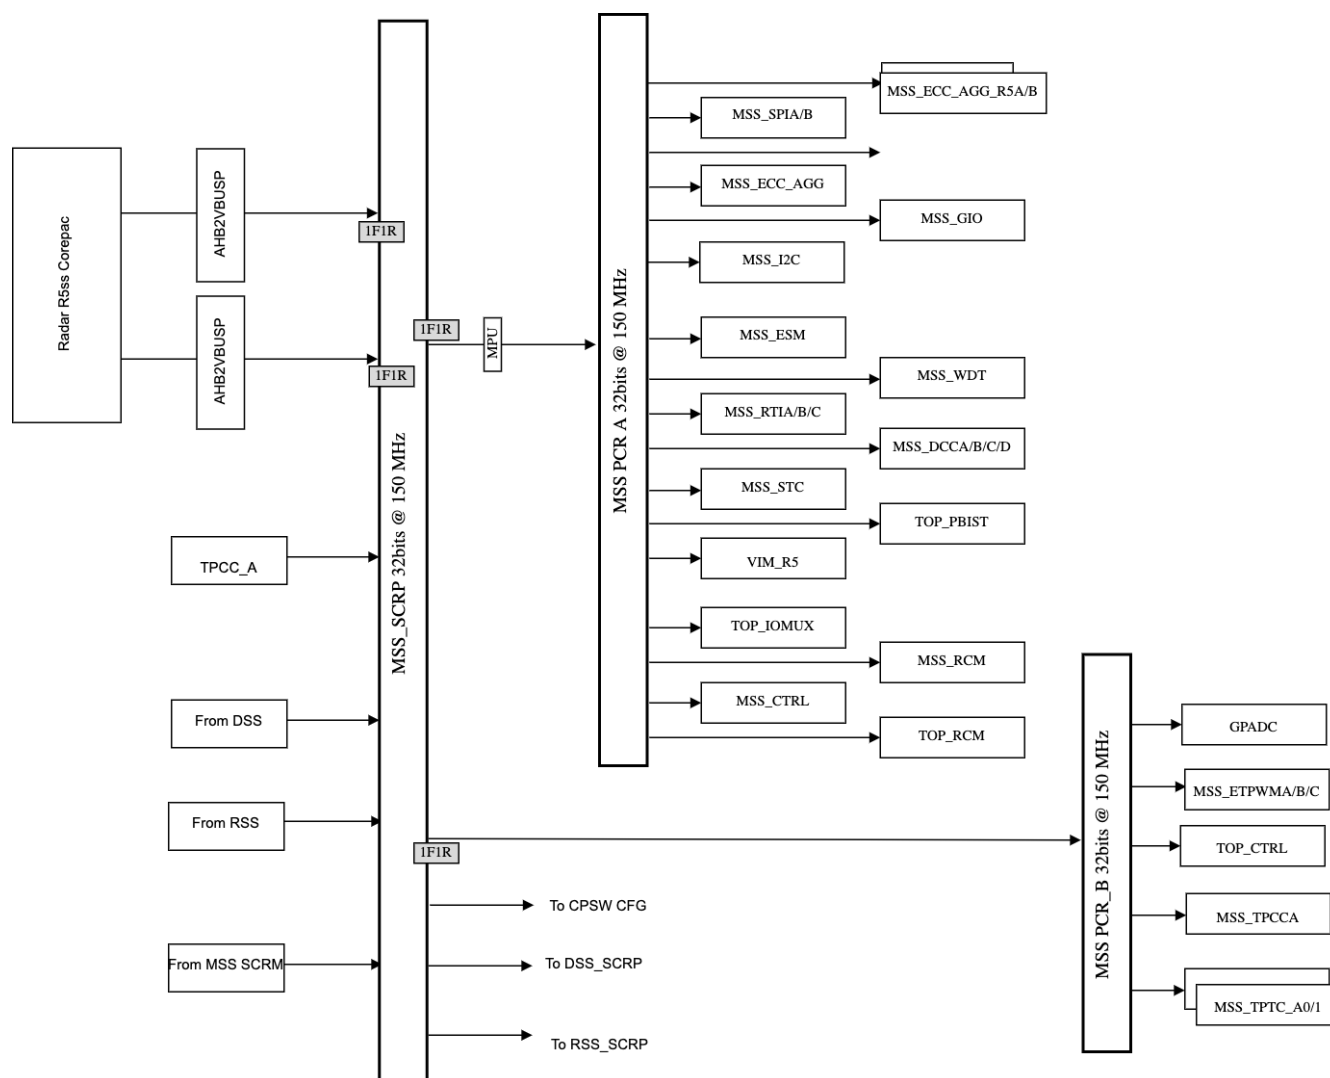 Radar R5ss Corepac
AHB2VBUSP
AHB2VBUSP
1F1R
1F1R
TPCC_A
From DSS
From RSS
From MSS SCRM
MSS_SCRP 32bits @ 150 MHz
1F1R
MPU
1F1R
To CPSW CFG
To DSS_SCRP
To RSS_SCRP
MSS PCR A 32bits @ 150 MHz
MSS_ECC_AGG_R5A/B
MSS_SPIA/B
MSS_ECC_AGG
MSS_GIO
MSS_I2C
MSS_ESM
MSS_WDT
MSS_RTIA/B/C
MSS_DCCA/B/C/D
MSS_STC
TOP_PBIST
VIM_R5
TOP_IOMUX
MSS_RCM
MSS_CTRL
TOP_RCM
MSS PCR_B 32bits @ 150 MHz
GPADC
MSS_ETPWMA/B/C
TOP_CTRL
MSS_TPCCA
MSS_TPTC_A0/1